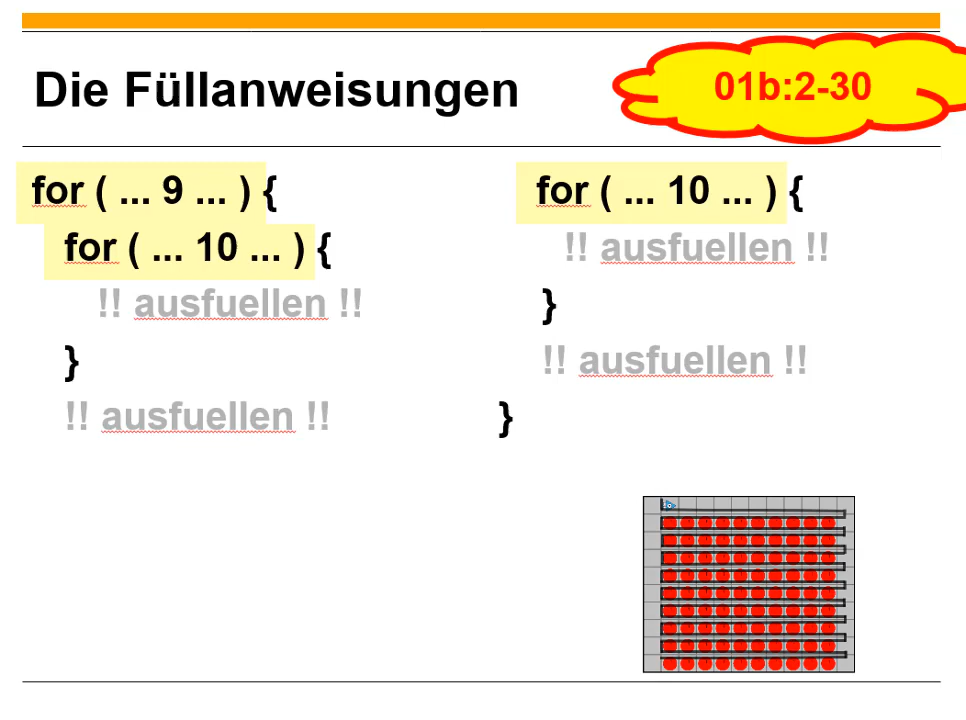 Die Füllanweisungen
01b:2-30
for ( ... 9 ... ) {
for ( ... 10 ... ) {
!! ausfuellen !!
}
!! ausfuellen !!
for ( ... 10 ... ) {
!! ausfuellen !!
}
!! ausfuellen !!
}